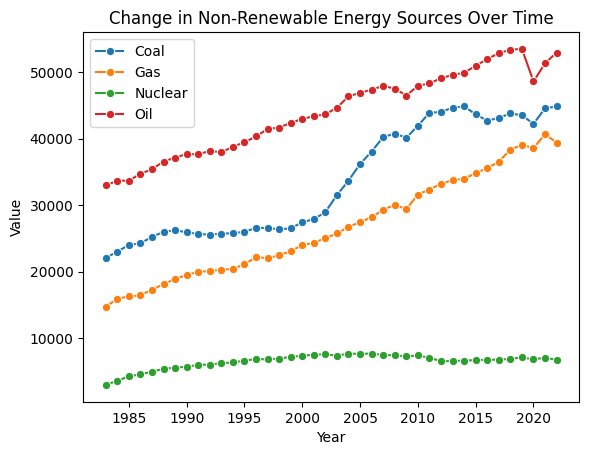 Change in Non-Renewable Energy Sources Over Time
Coal
Gas
Nuclear
Oil
Value
50000
40000
30000
20000
10000
1985 1990 1995 2000 2005 2010 2015 2020
Year